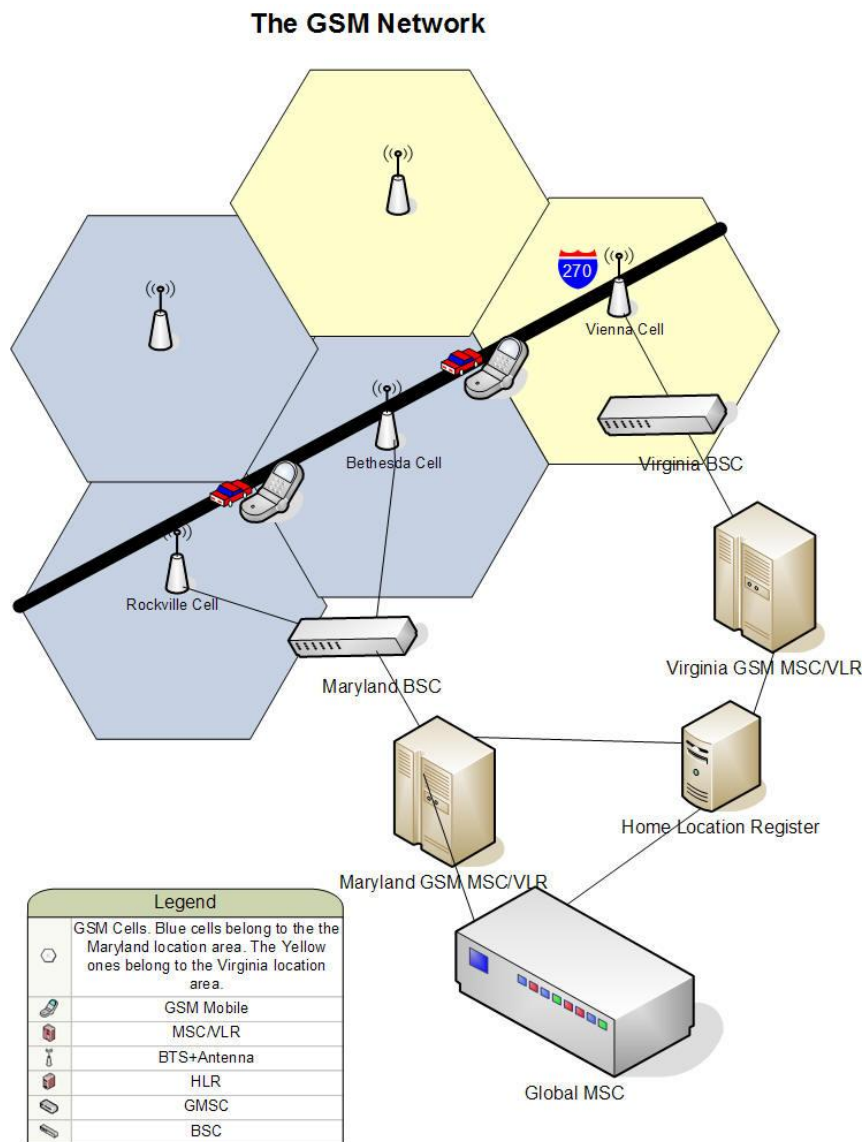 The GSM Network
270
Vienna Cell
Bethesda Cell
Virginia BSC
Rockville Cell
Maryland BSC
Virginia GSM MSC/VLR
Home Location Register
Maryland GSM MSC/VLR
Global MSC
Legend
GSM Cells. Blue cells belong to the the
Maryland location area. The Yellow
ones belong to the Virginia location
area.
GSM Mobile
MSC/VLR
BTS+Antenna
HLR
GMSC
BSC